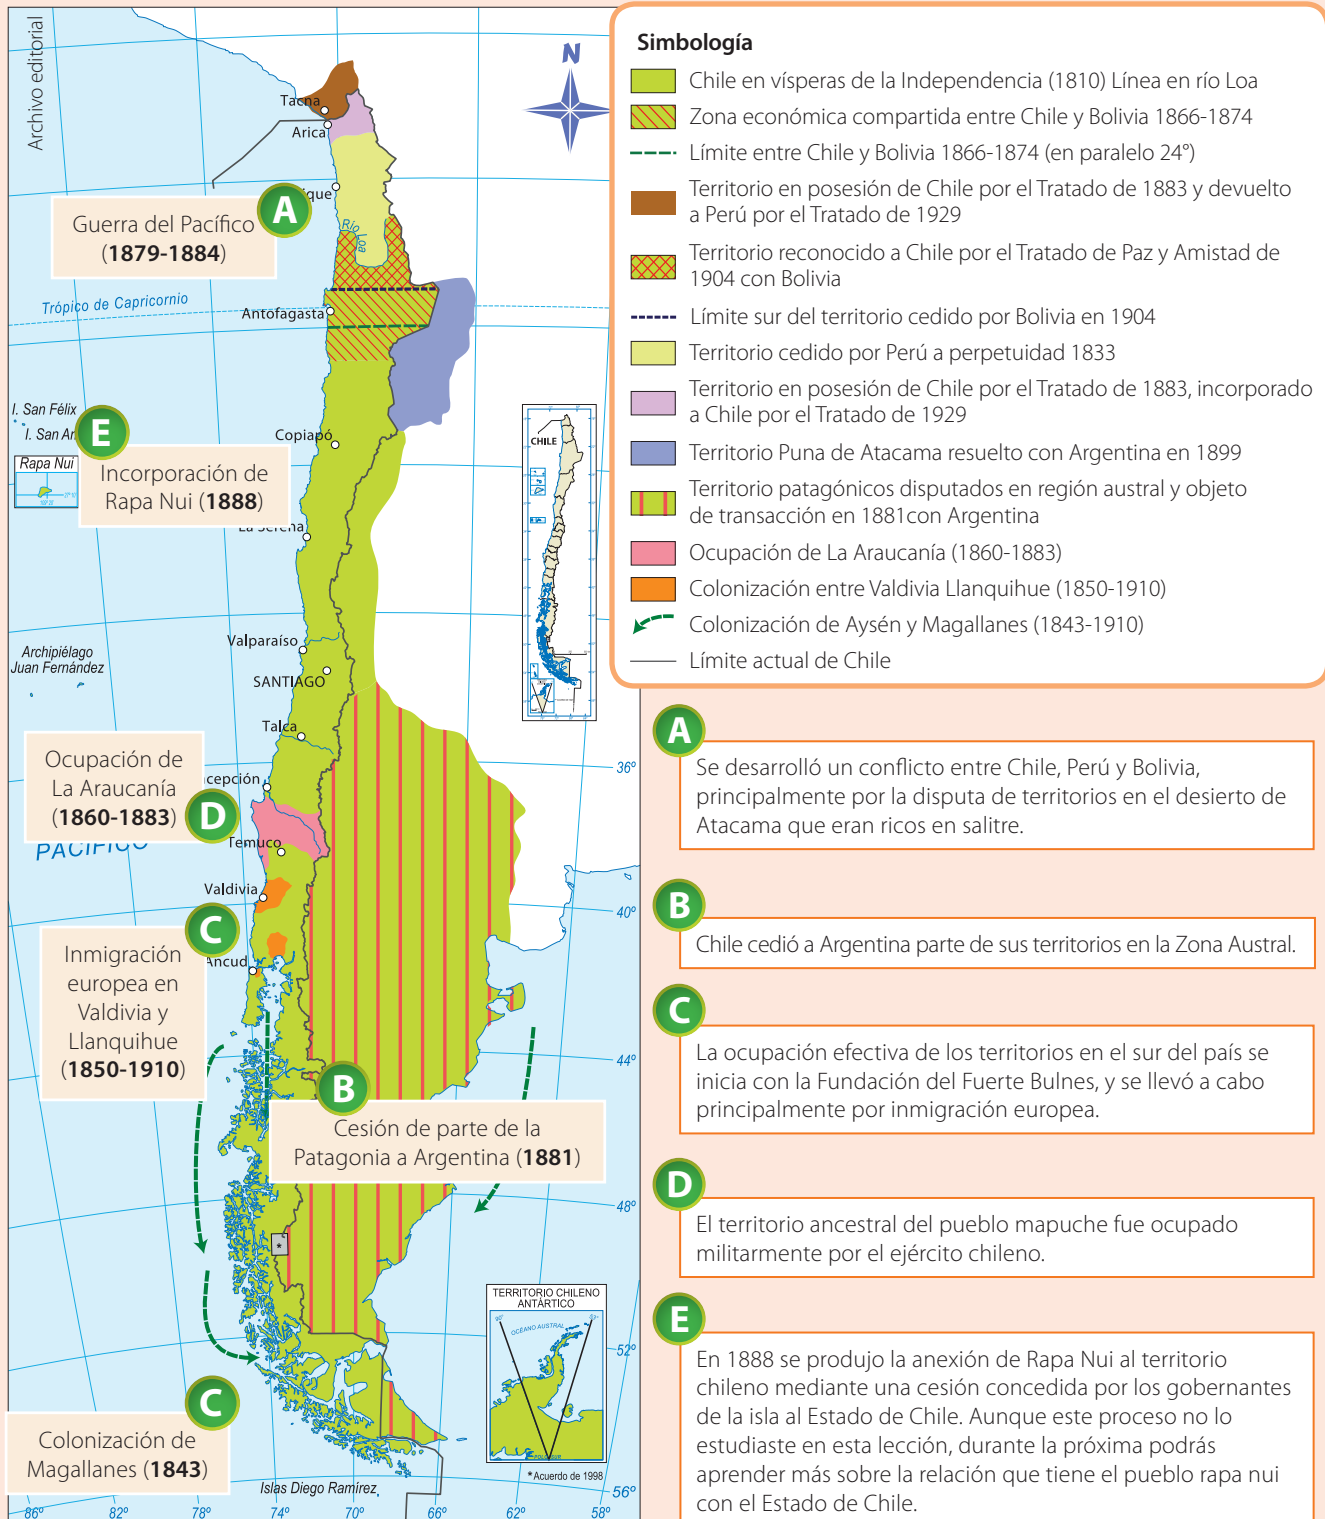 Archivo editorial
N
Tacna
Arica
ique
Río Loa
A
Guerra del Pacífico
(1879-1884)
Trópico de Capricornio
Antofagasta
I. San Félix
I. San Am
E
Rapa Nui
Incorporación de
Rapa Nui (1888)
Copiapó
La Serena
CHILE
Valparaíso
SANTIAGO
Archipiélago
Juan Fernández
Talca
Ocupación de
La Araucanía
(1860-1883)
D
ncepción
PACÍFICO
Temuco
Valdivia
C
Inmigración
europea en
Valdivia y
Llanquihue
(1850-1910)
Ancud
B
Cesión de parte de la
Patagonia a Argentina (1881)
C
Colonización de
Magallanes (1843)
Islas Diego Ramírez
TERRITORIO CHILENO
ANTÁRTICO
90°
53°
OCÉANO AUSTRAL
*
*Acuerdo de 1998
36°
40°
44°
48°
52°
56°
86°
82°
78°
74°
70°
66°
62°
58°
Simbología
Chile en vísperas de la Independencia (1810) Línea en río Loa
Zona económica compartida entre Chile y Bolivia 1866-1874
Límite entre Chile y Bolivia 1866-1874 (en paralelo 24°)
Territorio en posesión de Chile por el Tratado de 1883 y devuelto
a Perú por el Tratado de 1929
Territorio reconocido a Chile por el Tratado de Paz y Amistad de
1904 con Bolivia
Límite sur del territorio cedido por Bolivia en 1904
Territorio cedido por Perú a perpetuidad 1833
Territorio en posesión de Chile por el Tratado de 1883, incorporado
a Chile por el Tratado de 1929
Territorio Puna de Atacama resuelto con Argentina en 1899
Territorio patagónicos disputados en región austral y objeto
de transacción en 1881con Argentina
Ocupación de La Araucanía (1860-1883)
Colonización entre Valdivia Llanquihue (1850-1910)
Colonización de Aysén y Magallanes (1843-1910)
Límite actual de Chile
A
Se desarrolló un conflicto entre Chile, Perú y Bolivia,
principalmente por la disputa de territorios en el desierto de
Atacama que eran ricos en salitre.
B
Chile cedió a Argentina parte de sus territorios en la Zona Austral.
C
La ocupación efectiva de los territorios en el sur del país se
inicia con la Fundación del Fuerte Bulnes, y se llevó a cabo
principalmente por inmigración europea.
D
El territorio ancestral del pueblo mapuche fue ocupado
militarmente por el ejército chileno.
E
En 1888 se produjo la anexión de Rapa Nui al territorio
chileno mediante una cesión concedida por los gobernantes
de la isla al Estado de Chile. Aunque este proceso no lo
estudiaste en esta lección, durante la próxima podrás
aprender más sobre la relación que tiene el pueblo rapa nui
con el Estado de Chile.